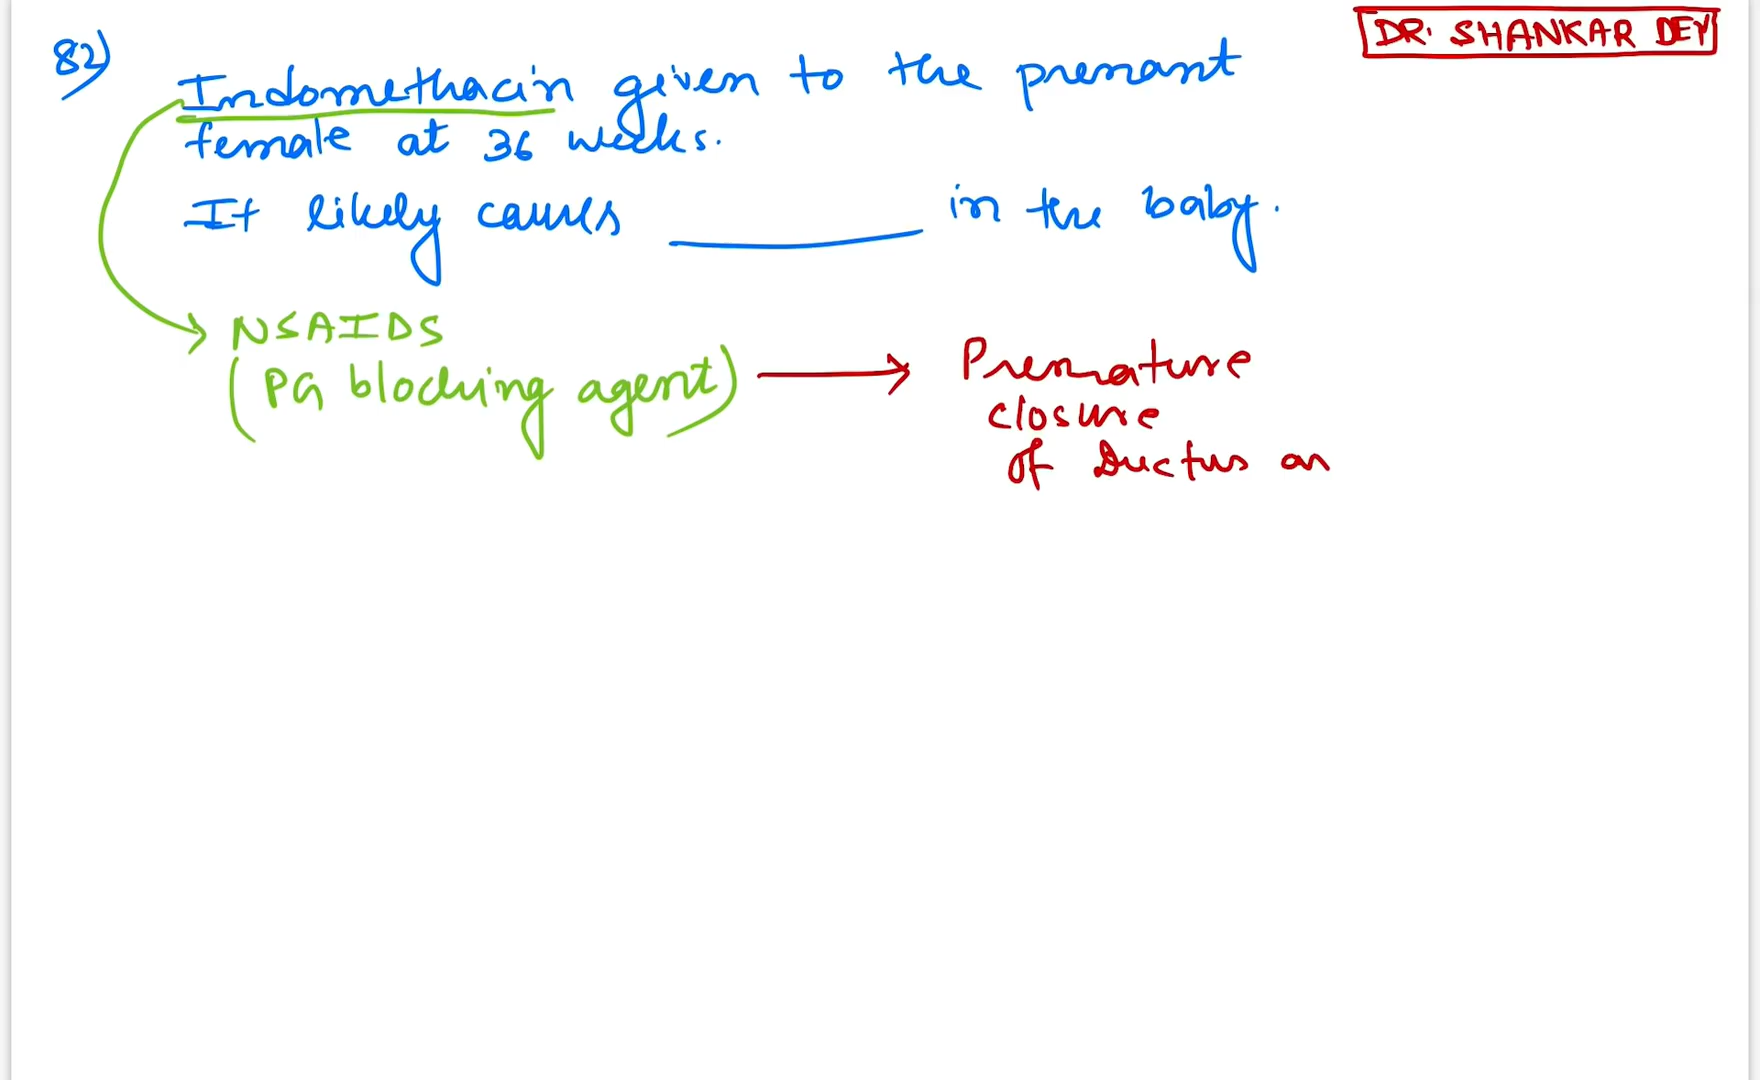 DR. SHANKAR DEY
82)
Indomethacin given to the prenant
female at 36 weeks.
It likely causes ________ in the baby.
NSAIDS
(PG blocking agent) → Premature
closure
of Ductus an